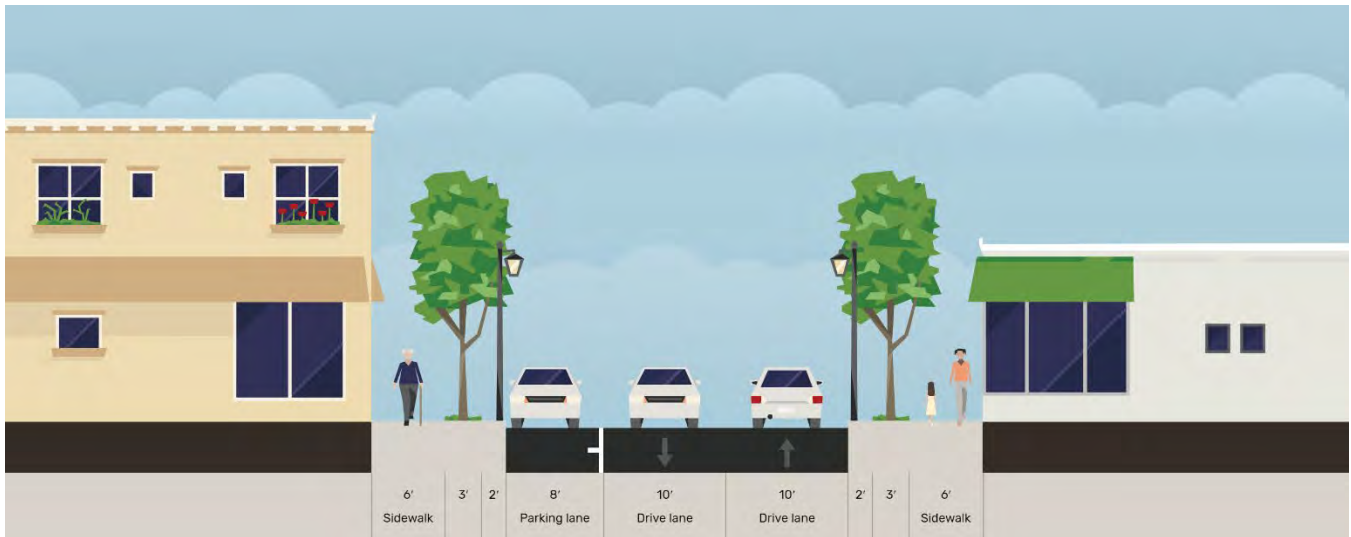 6′ 3′ 2′ 8′ 10′ 10′ 2′ 3′ 6′
Sidewalk Parking lane Drive lane Drive lane Sidewalk